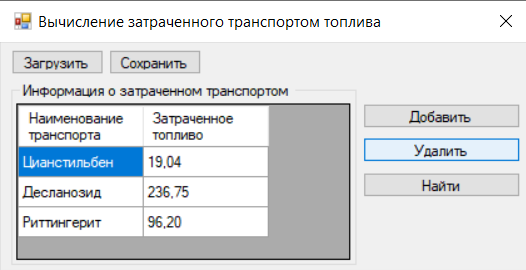 Вычисление затраченного транспортом топлива
Загрузить Сохранить
Информация о затраченном транспортом
Наименование транспорта Затраченное топливо
Цианстильбен 19,04
Десланозид 236,75
Риттингерит 96,20
Добавить
Удалить
Найти